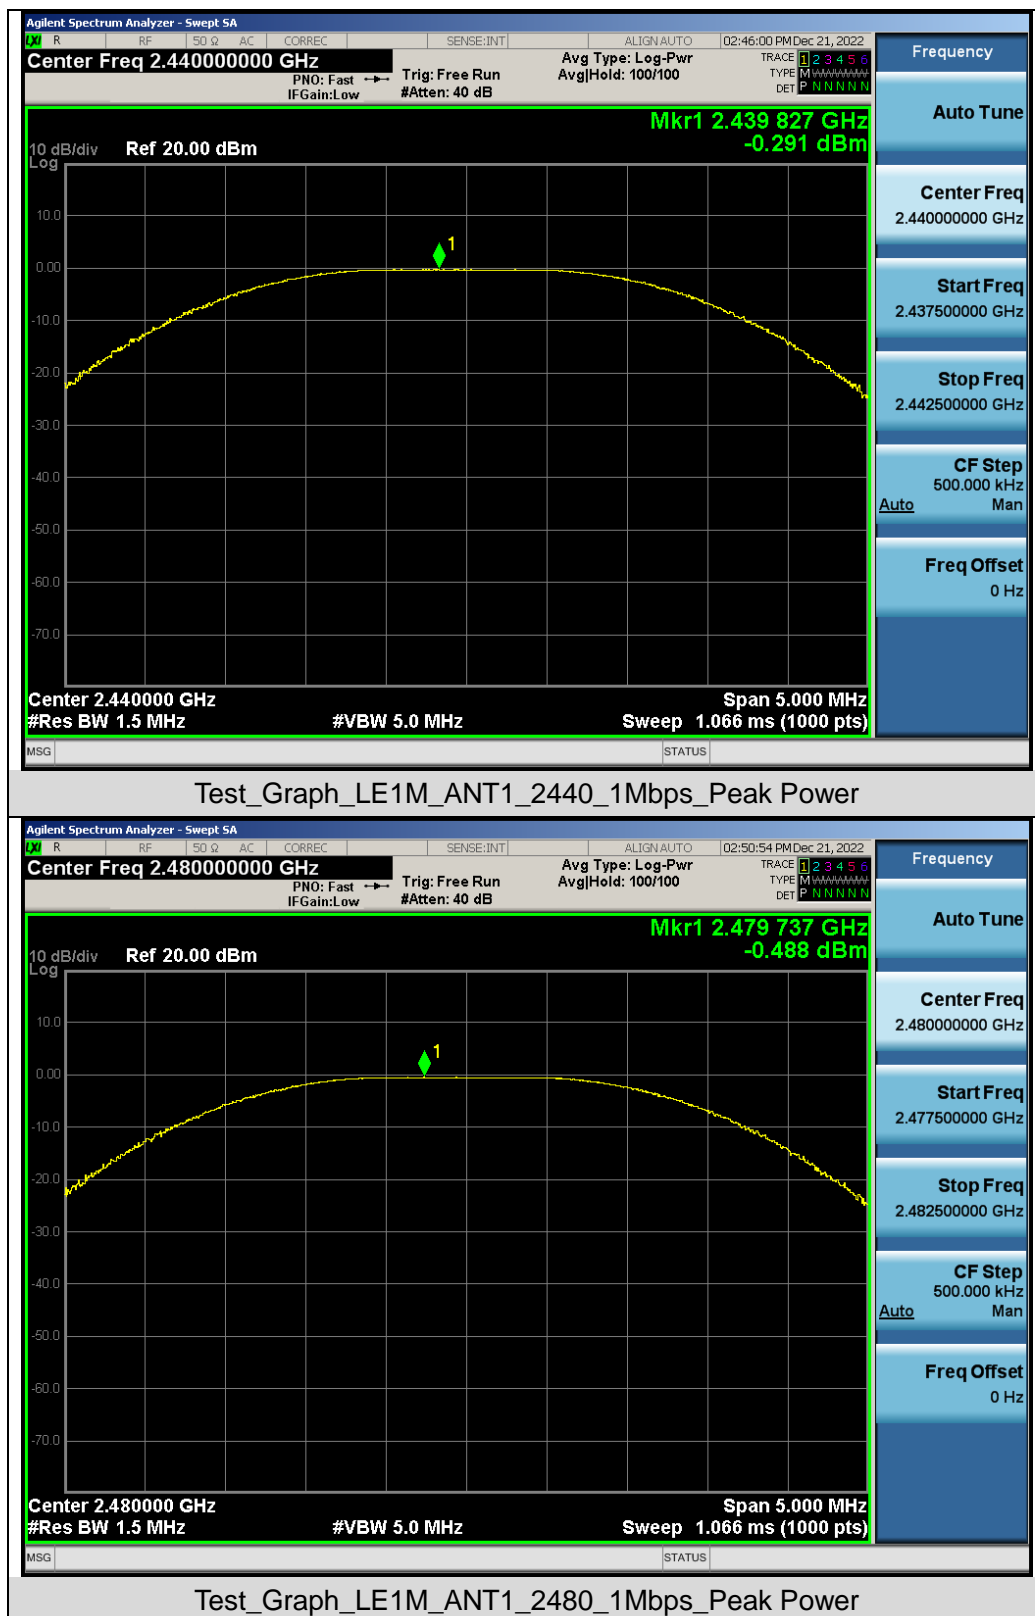 Agilent Spectrum Analyzer - Swept SA
LXI R RF 50 Ω AC CORREC SENSE:INT ALIGN AUTO 02:46:00 PM Dec 21, 2022
Center Freq 2.440000000 GHz
PNO: Fast
IFGain:Low
Trig: Free Run
#Atten: 40 dB
Avg Type: Log-Pwr
Avg|Hold: 100/100
TRACE 1 2 3 4 5 6
TYPE M
DET P N N N N N
Frequency
Auto Tune
Center Freq
2.440000000 GHz
Start Freq
2.437500000 GHz
Stop Freq
2.442500000 GHz
CF Step
500.000 kHz
Auto Man
Freq Offset
0 Hz
Mkr1 2.439 827 GHz
-0.291 dBm
10 dB/div Ref 20.00 dBm
Log
10.0
0.00
-10.0
-20.0
-30.0
-40.0
-50.0
-60.0
-70.0
1
Center 2.440000 GHz Span 5.000 MHz
#Res BW 1.5 MHz #VBW 5.0 MHz Sweep 1.066 ms (1000 pts)
MSG STATUS
Test_Graph_LE1M_ANT1_2440_1Mbps_Peak Power
Agilent Spectrum Analyzer - Swept SA
LXI R RF 50 Ω AC CORREC SENSE:INT ALIGN AUTO 02:50:54 PM Dec 21, 2022
Center Freq 2.480000000 GHz
PNO: Fast
IFGain:Low
Trig: Free Run
#Atten: 40 dB
Avg Type: Log-Pwr
Avg|Hold: 100/100
TRACE 1 2 3 4 5 6
TYPE M
DET P N N N N N
Frequency
Auto Tune
Center Freq
2.480000000 GHz
Start Freq
2.477500000 GHz
Stop Freq
2.482500000 GHz
CF Step
500.000 kHz
Auto Man
Freq Offset
0 Hz
Mkr1 2.479 737 GHz
-0.488 dBm
10 dB/div Ref 20.00 dBm
Log
10.0
0.00
-10.0
-20.0
-30.0
-40.0
-50.0
-60.0
-70.0
1
Center 2.480000 GHz Span 5.000 MHz
#Res BW 1.5 MHz #VBW 5.0 MHz Sweep 1.066 ms (1000 pts)
MSG STATUS
Test_Graph_LE1M_ANT1_2480_1Mbps_Peak Power